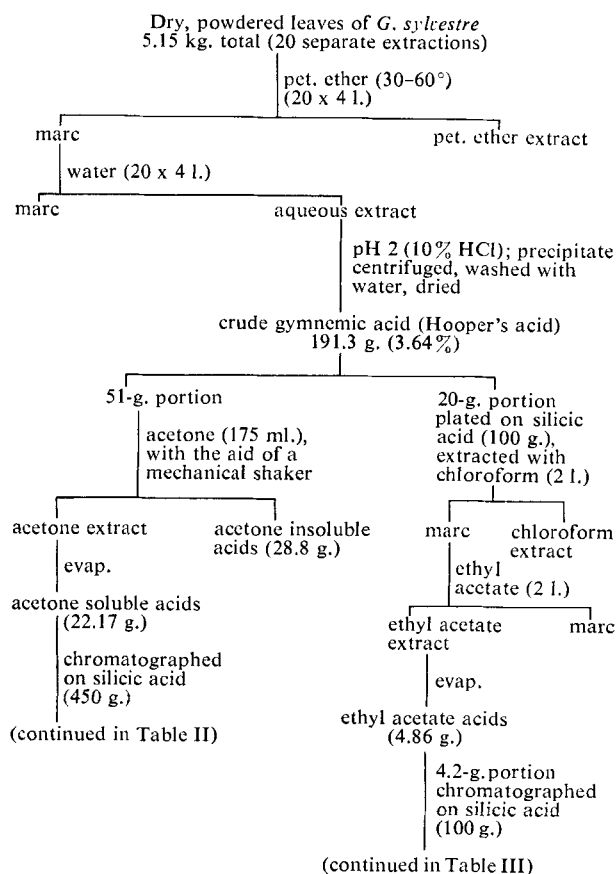 Dry, powdered leaves of G. sylvestre
5.15 kg. total (20 separate extractions)
pet. ether (30–60°)
(20 x 4 l.)
marc
pet. ether extract
water (20 x 4 l.)
marc
aqueous extract
pH 2 (10% HCl); precipitate
centrifuged, washed with
water, dried
crude gymnemic acid (Hooper's acid)
191.3 g. (3.64%)
51-g. portion
acetone (175 ml.),
with the aid of a
mechanical shaker
acetone extract
acetone insoluble
acids (28.8 g.)
evap.
acetone soluble acids
(22.17 g.)
chromatographed
on silicic acid
(450 g.)
(continued in Table II)
20-g. portion
plated on silicic
acid (100 g.),
extracted with
chloroform (2 l.)
marc
chloroform
extract
ethyl
acetate (2 l.)
ethyl acetate
extract
marc
evap.
ethyl acetate acids
(4.86 g.)
4.2-g. portion
chromatographed
on silicic acid
(100 g.)
(continued in Table III)